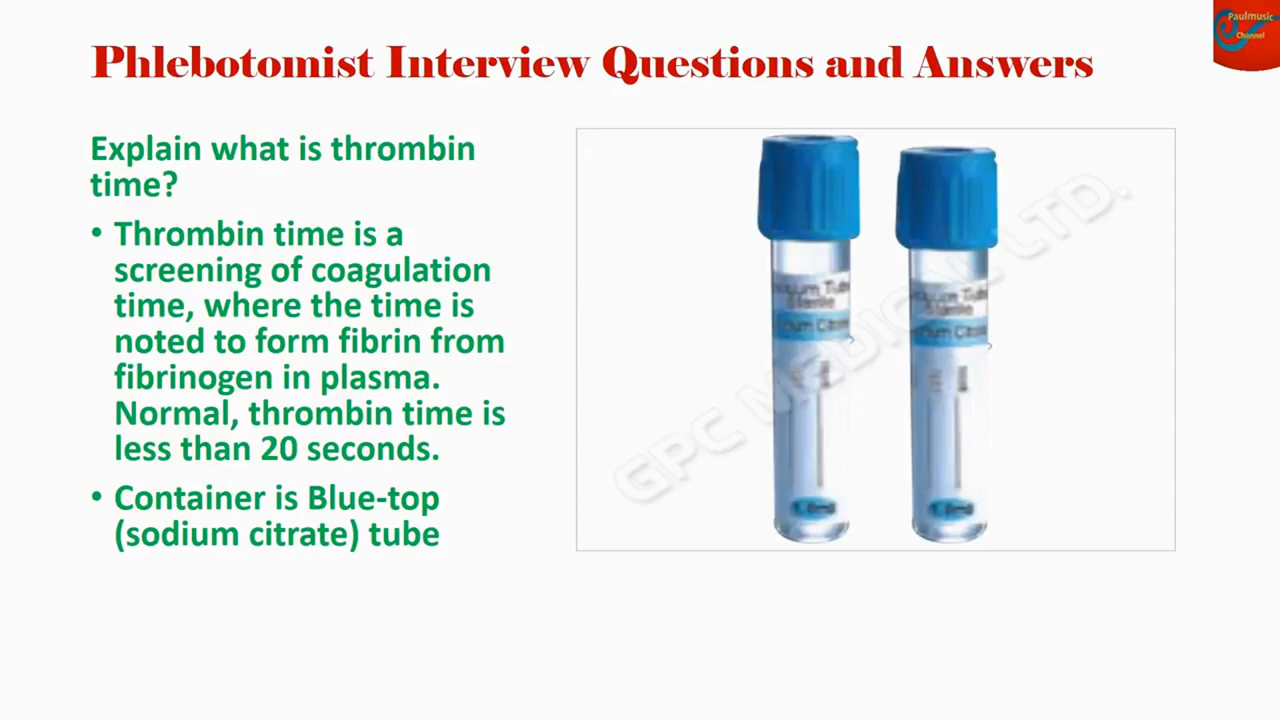 Paulmusic
Channel
Phlebotomist Interview Questions and Answers
Explain what is thrombin
time?
• Thrombin time is a
screening of coagulation
time, where the time is
noted to form fibrin from
fibrinogen in plasma.
Normal, thrombin time is
less than 20 seconds.
• Container is Blue-top
(sodium citrate) tube
GPC MEDICAL LTD.